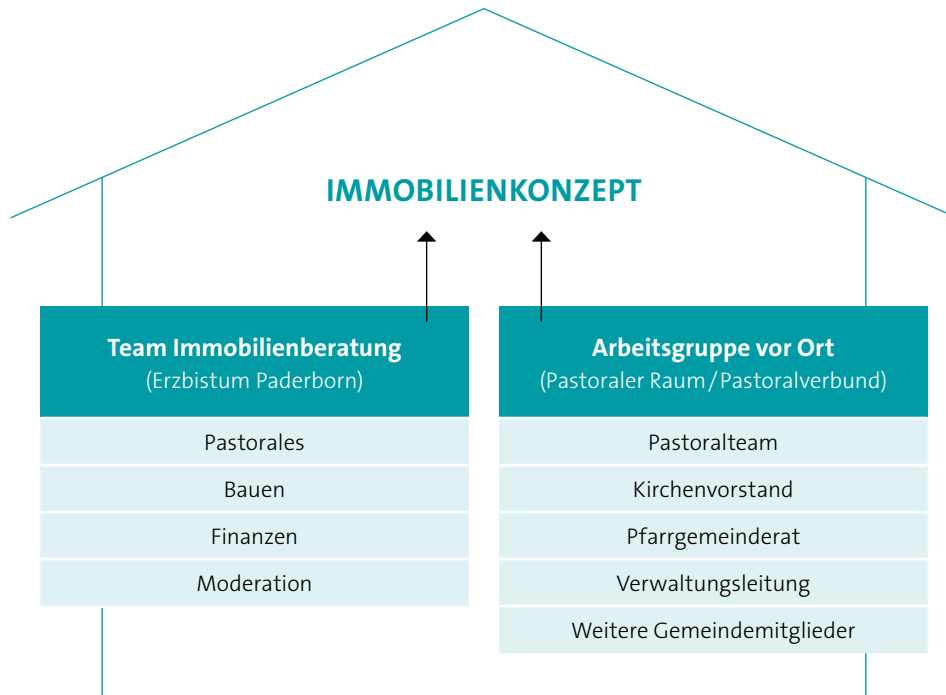 IMMOBILIENKONZEPT
Team Immobilienberatung
(Erzbistum Paderborn)
Pastorales
Bauen
Finanzen
Moderation
Arbeitsgruppe vor Ort
(Pastoraler Raum / Pastoralverbund)
Pastoralteam
Kirchenvorstand
Pfarrgemeinderat
Verwaltungsleitung
Weitere Gemeindemitglieder